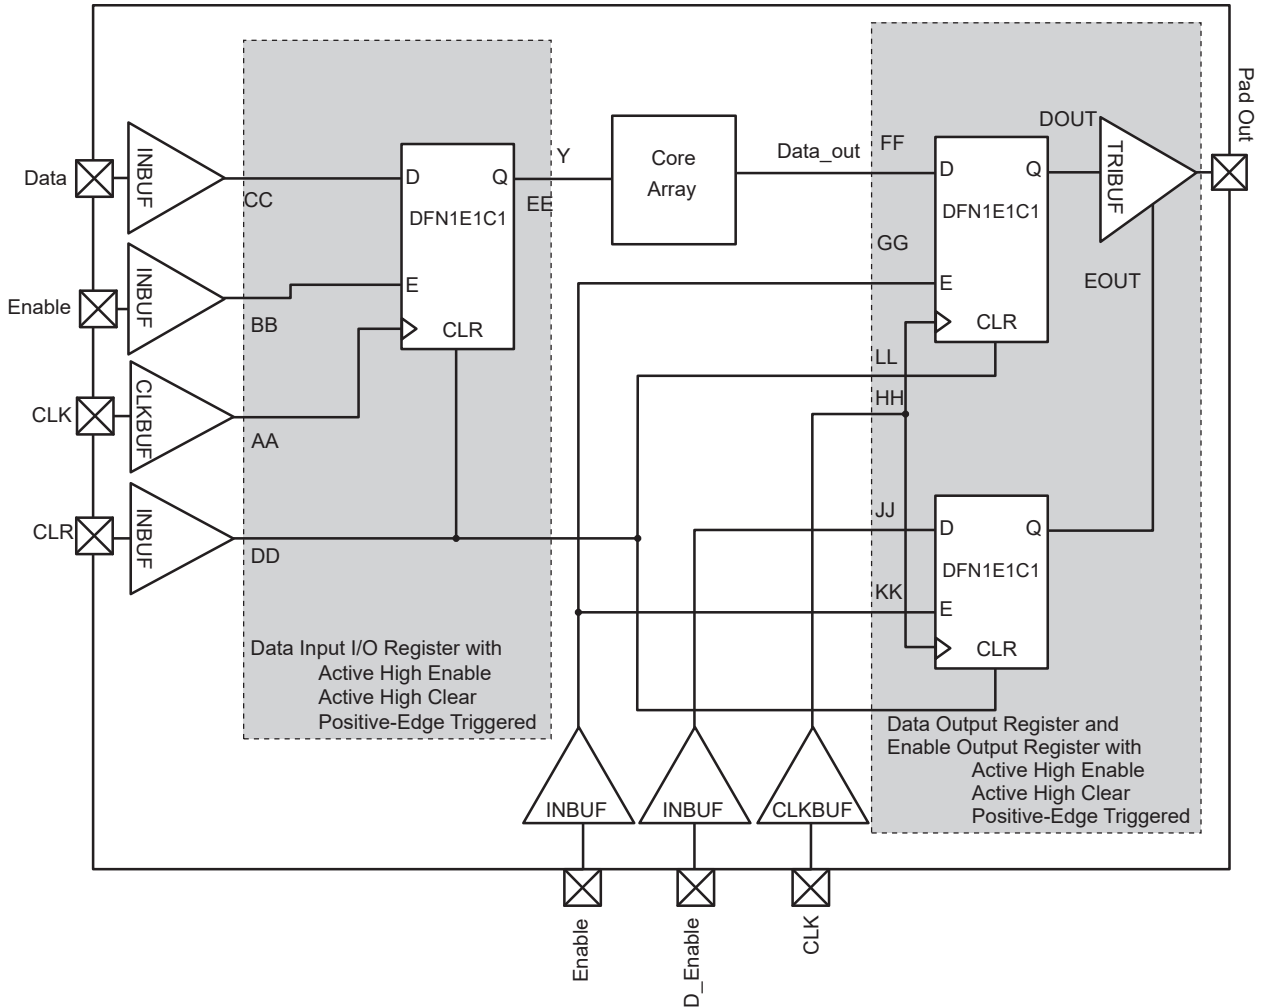 Data
INBUF
CC
D
Q
DFN1E1C1
E
CLR
Y
EE
Core
Array
Data_out
FF
D
Q
DFN1E1C1
GG
E
CLR
DOUT
TRIBUF
EOUT
Pad Out
Enable
INBUF
BB
CLK
CLKBUF
AA
LL
HH
CLR
INBUF
DD
JJ
D
Q
DFN1E1C1
KK
E
CLR
Data Input I/O Register with
Active High Enable
Active High Clear
Positive-Edge Triggered
Data Output Register and
Enable Output Register with
Active High Enable
Active High Clear
Positive-Edge Triggered
INBUF
INBUF
CLKBUF
Enable
D_Enable
CLK